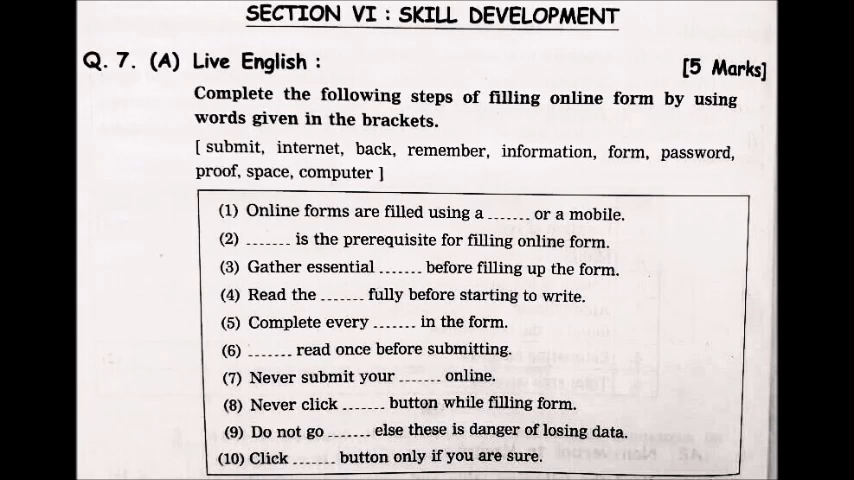 SECTION VI : SKILL DEVELOPMENT
Q. 7. (A) Live English :
[5 Marks]
Complete the following steps of filling online form by using
words given in the brackets.
[ submit, internet, back, remember, information, form, password,
proof, space, computer ]
(1) Online forms are filled using a ....... or a mobile.
(2) ....... is the prerequisite for filling online form.
(3) Gather essential ....... before filling up the form.
(4) Read the ....... fully before starting to write.
(5) Complete every ....... in the form.
(6) ....... read once before submitting.
(7) Never submit your ....... online.
(8) Never click ....... button while filling form.
(9) Do not go ....... else these is danger of losing data.
(10) Click ....... button only if you are sure.